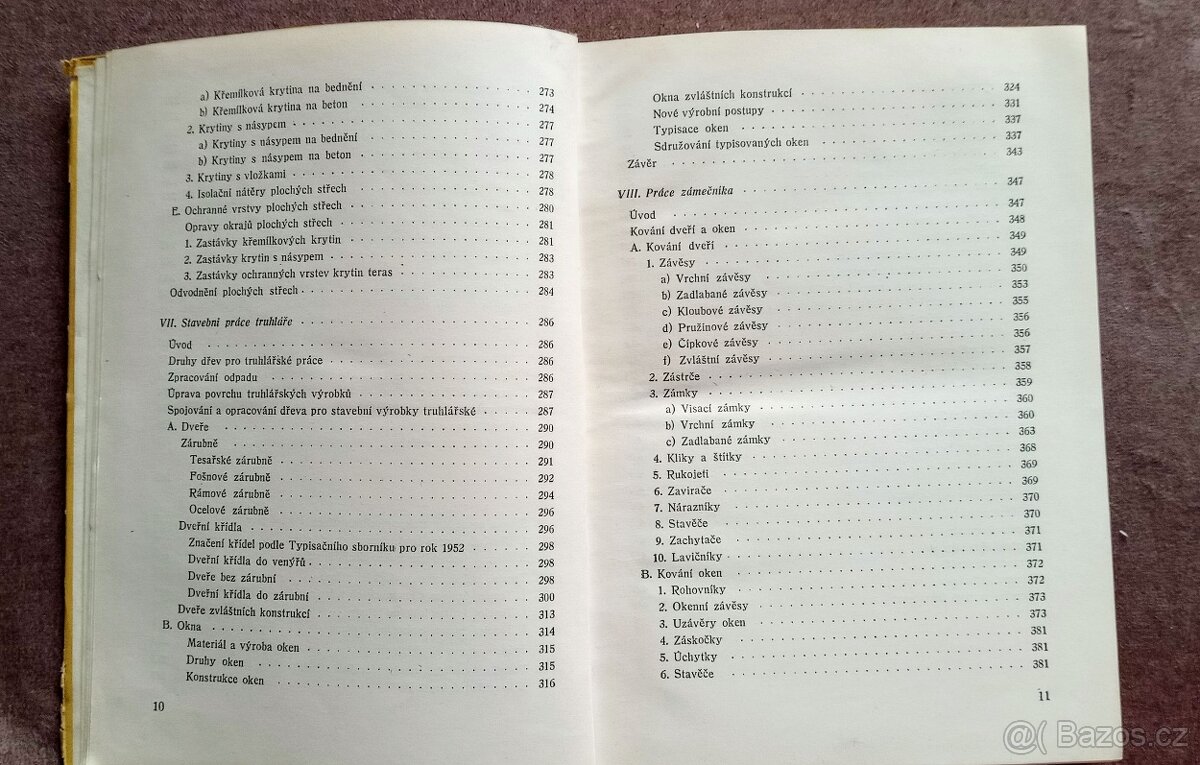 a) Křemílková krytina na bednění 273
b) Křemílková krytina na beton 274
2. Krytiny s násypem 277
a) Krytiny s násypem na bednění 277
b) Krytiny s násypem na beton 277
3. Krytiny s vložkami 278
4. Isolační nátěry plochých střech 278
E. Ochranné vrstvy plochých střech 280
Opravy okrajů plochých střech 281
1. Zastávky křemílkových krytin 281
2. Zastávky krytin s násypem 283
3. Zastávky ochranných vrstev krytin teras 283
Odvodnění plochých střech 284
VII. Stavební práce truhláře 286
Úvod 286
Druhy dřev pro truhlářské práce 286
Zpracování odpadu 286
Úprava povrchu truhlářských výrobků 287
Spojování a opracování dřeva pro stavební výrobky truhlářské 287
A. Dveře 290
Zárubně 290
Tesařské zárubně 291
Fošnové zárubně 292
Rámové zárubně 294
Ocelové zárubně 296
Dveřní křídla 296
Značení křídel podle Typisačního sborníku pro rok 1952 298
Dveřní křídla do venýřů 298
Dveře bez zárubní 298
Dveřní křídla do zárubní 300
Dveře zvláštních konstrukcí 313
B. Okna 314
Materiál a výroba oken 315
Druhy oken 315
Konstrukce oken 316
10
Okna zvláštních konstrukcí 324
Nové výrobní postupy 331
Typisace oken 337
Sdružování typisovaných oken 337
Závěr 343
VIII. Práce zámečníka 347
Úvod 347
Kování dveří a oken 348
A. Kování dveří 349
1. Závěsy 349
a) Vrchní závěsy 350
b) Zadlabané závěsy 353
c) Kloubové závěsy 355
d) Pružinové závěsy 356
e) Čípkové závěsy 356
f) Zvláštní závěsy 357
2. Zástrče 358
3. Zámky 359
a) Visací zámky 360
b) Vrchní zámky 360
c) Zadlabané zámky 363
4. Kliky a štítky 368
5. Rukojeti 369
6. Zavírače 369
7. Nárazníky 370
8. Stavěče 370
9. Zachytače 371
10. Lavičníky 371
B. Kování oken 372
1. Rohovníky 372
2. Okenní závěsy 373
3. Uzávěry oken 373
4. Záskočky 381
5. Úchytky 381
6. Stavěče 381
11
@( Bazos.cz